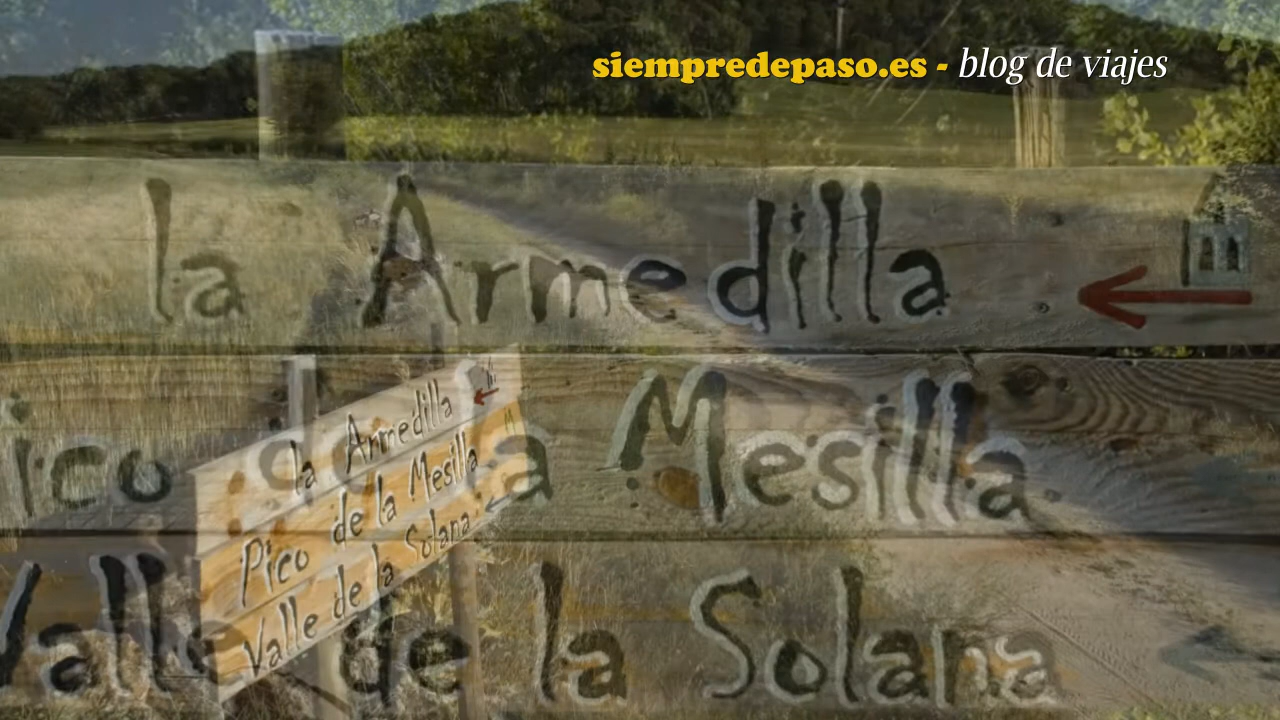 siempredepaso.es - blog de viajes
la Armedilla
Pico de la Mesilla
Valle de la Solana
la Armedilla
Pico de la Mesilla
Valle de la Solana